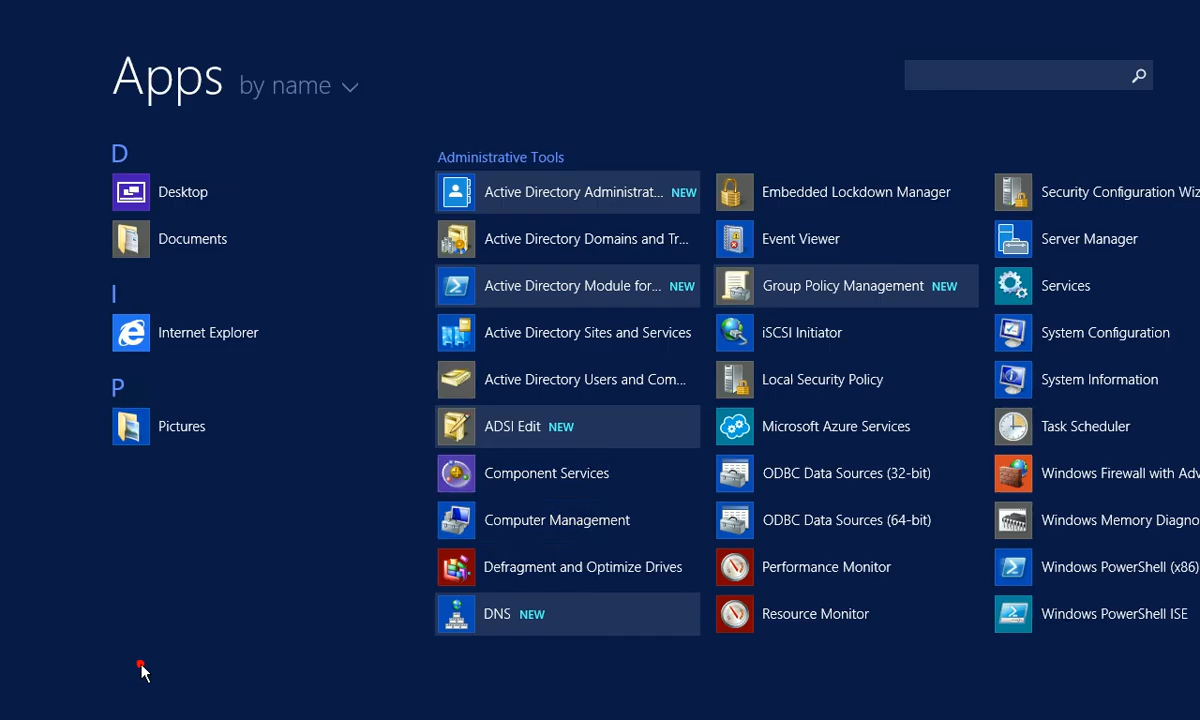 Apps by name
D
Desktop
Documents
I
Internet Explorer
P
Pictures
Administrative Tools
Active Directory Administrat... NEW
Active Directory Domains and Tr...
Active Directory Module for... NEW
Active Directory Sites and Services
Active Directory Users and Com...
ADSI Edit NEW
Component Services
Computer Management
Defragment and Optimize Drives
DNS NEW
Embedded Lockdown Manager
Event Viewer
Group Policy Management NEW
iSCSI Initiator
Local Security Policy
Microsoft Azure Services
ODBC Data Sources (32-bit)
ODBC Data Sources (64-bit)
Performance Monitor
Resource Monitor
Security Configuration Wiz
Server Manager
Services
System Configuration
System Information
Task Scheduler
Windows Firewall with Adv
Windows Memory Diagno
Windows PowerShell (x86)
Windows PowerShell ISE